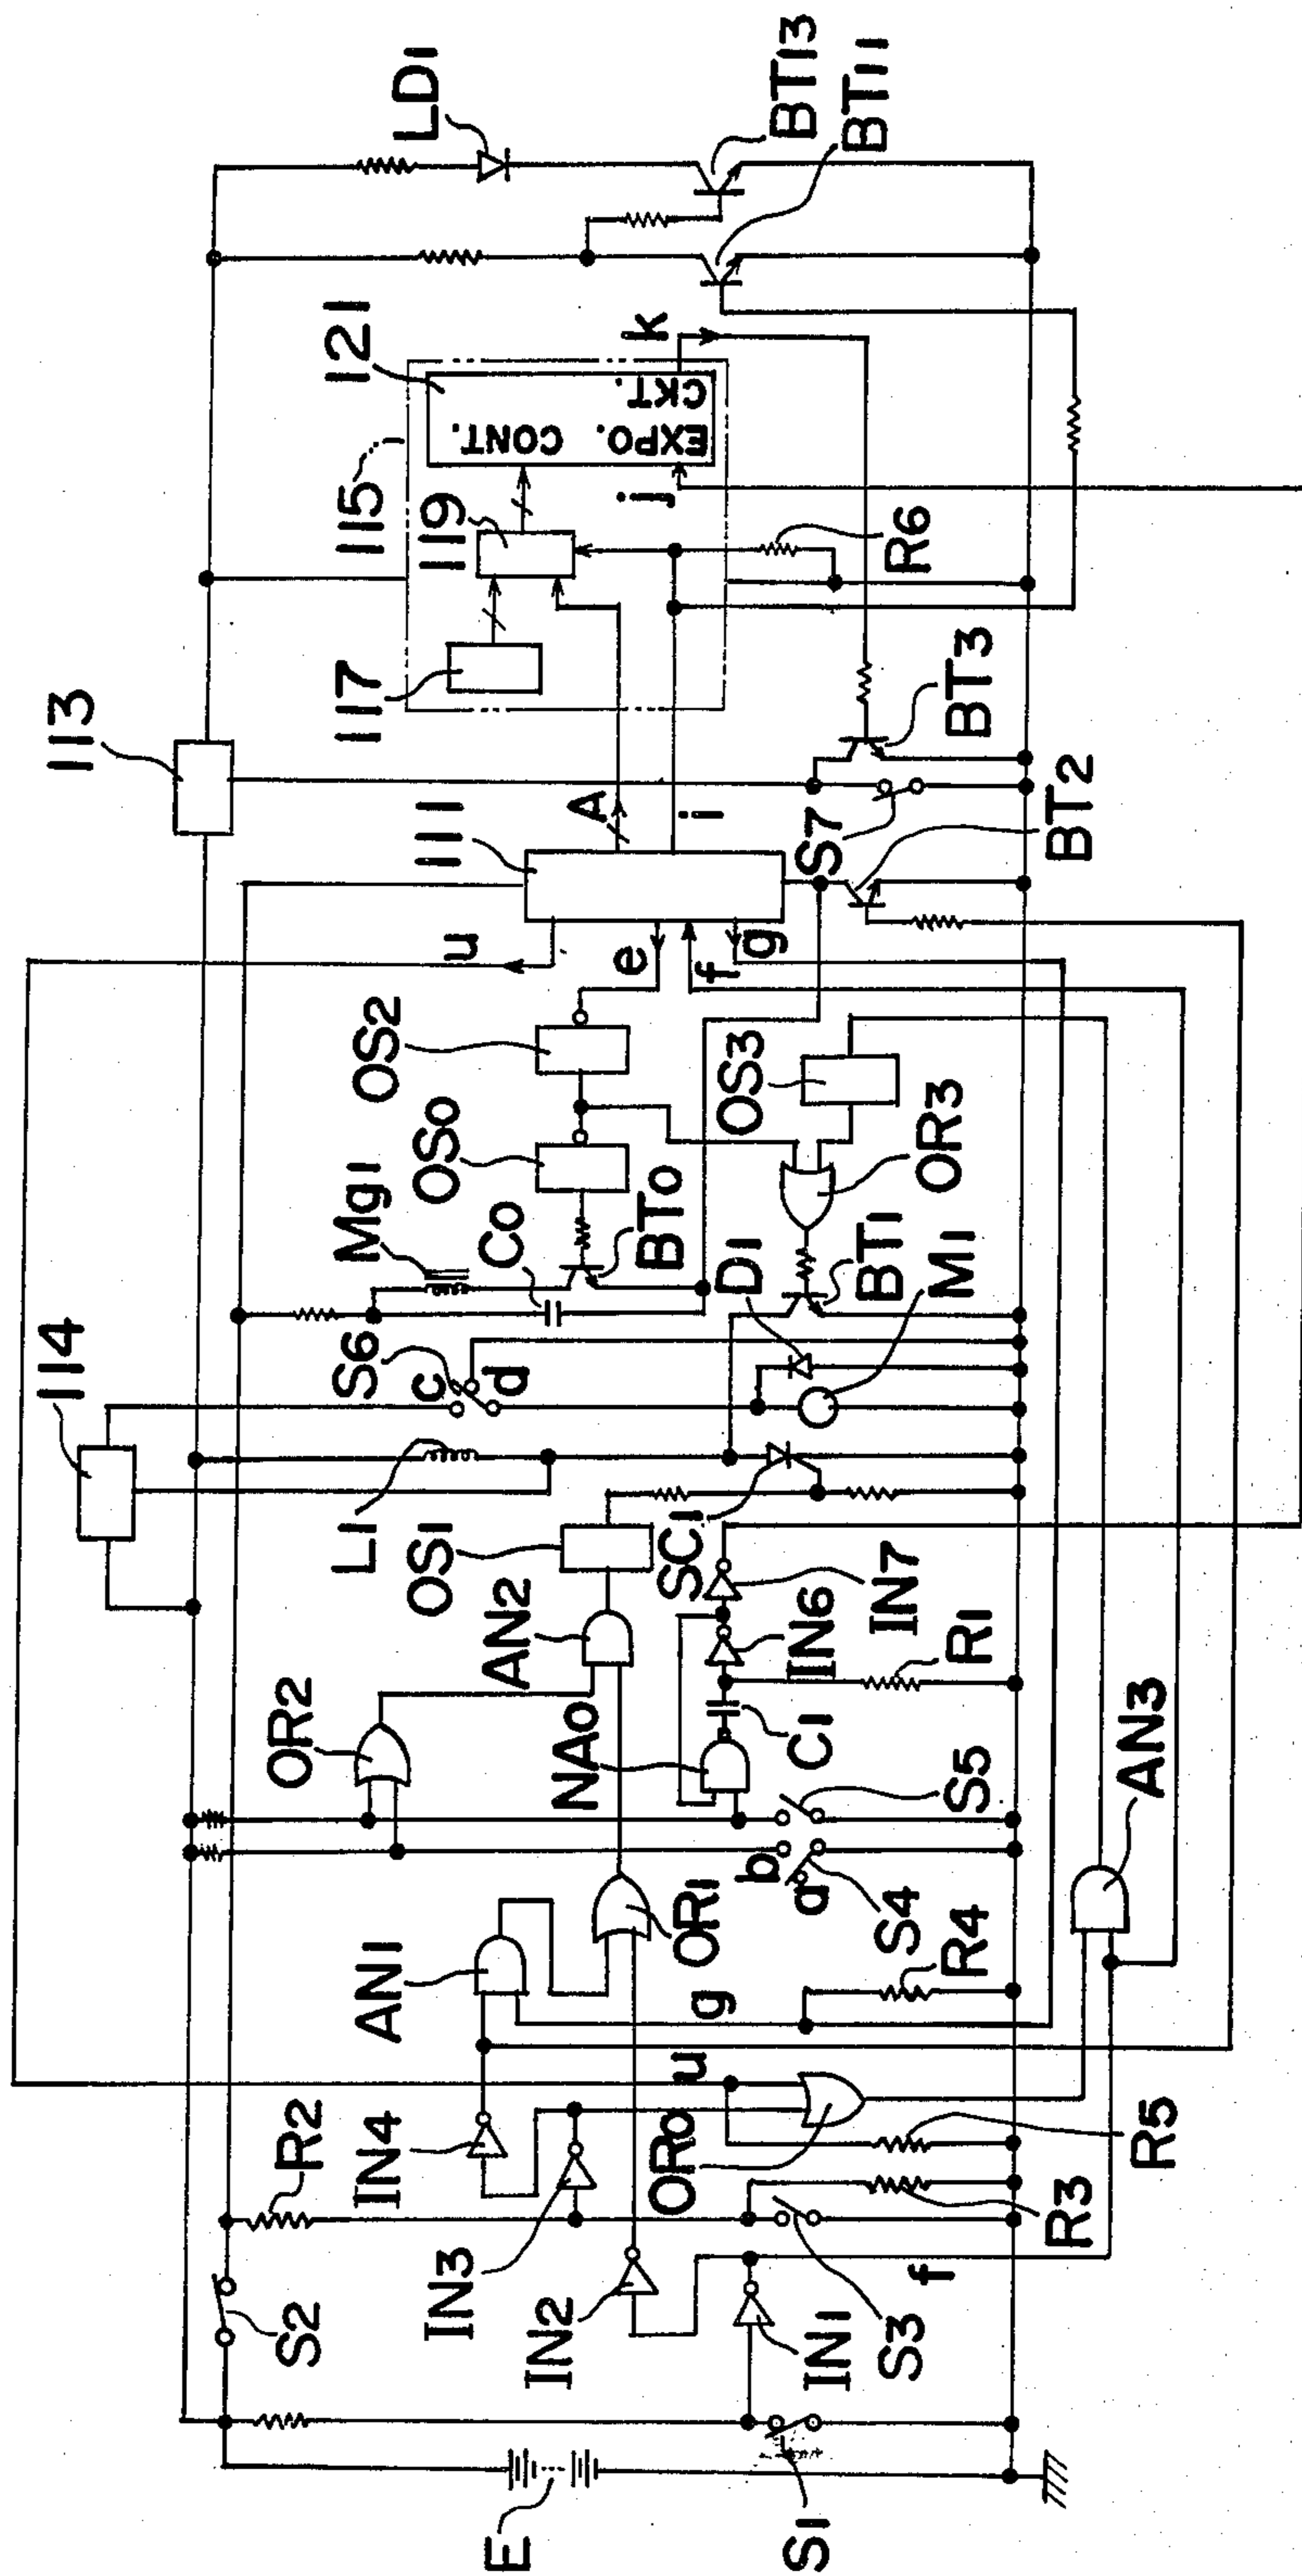 114
113
u
OR2
L1
S6
Mg1
OS0
OS2
111
A
117
119
115
121
LD1
EXPO. CONT. CKT.
AN1
AN2
OS1
c
d
C0
e
f
g
i
j
k
S2
R2
IN4
g
NA0
SC1
BT0
OS3
IN3
u
OR1
b
a
IN6
IN7
D1
S7
R6
BT13
BT11
E
IN2
OR0
S4
S5
C1
R1
BT1
OR3
BT3
S1
IN1
S3
f
R3
R5
R4
AN3
M1
BT2